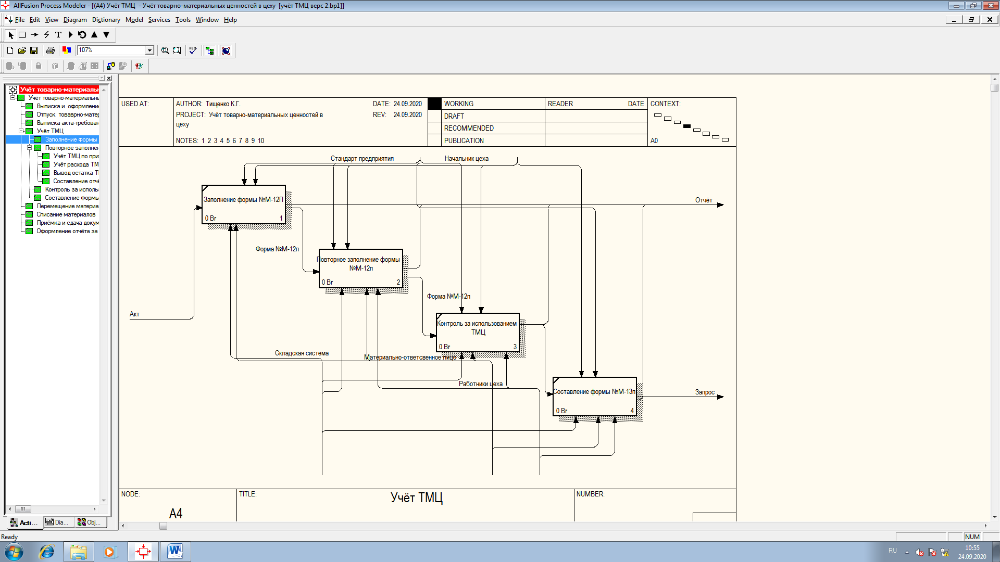 AllFusion Process Modeler - [(A4) Учёт ТМЦ - Учёт товарно-материальных ценностей в цеху [учёт ТМЦ верс 2.bp1]]
File Edit View Diagram Dictionary Model Services Tools Window Help
107%
Учёт товарно-материальн
Учёт товарно-материальнь
Выписка и оформление
Отпуск товаврно-матер
Выписка акта-требован
Учёт ТМЦ
Заполнение формы
Повторное заполнен
Учёт ТМЦ по при
Учёт расхода ТМ
Вывод остатка Т
Составление отчё
Контроль за исполь
Составление формы
Перемещение материа
Списание материалов
Приёмка и сдача докум
Оформление отчёта за
Acti... Dia... Obj...
USED AT:
AUTHOR: Тищенко К.Г.
DATE: 24.09.2020
PROJECT: Учёт товарно-материальных ценностей в цеху
REV: 24.09.2020
NOTES: 1 2 3 4 5 6 7 8 9 10
WORKING
DRAFT
RECOMMENDED
PUBLICATION
READER DATE
CONTEXT:
A0
Стандарт предприятия
Начальник цеха
Заполнение формы №М-12П
0 Br 1
Отчёт
Форма №М-12п
Повторное заполнение формы
№М-12п
0 Br 2
Форма №М-12п
Акт
Контроль за использованием
ТМЦ
0 Br 3
Складская система
Материально-ответсвенное лицо
Работники цеха
Составление формы №М-13п
0 Br 4
Запрос
NODE:
A4
TITLE:
Учёт ТМЦ
NUMBER:
Ready
NUM
RU
10:55
24.09.2020